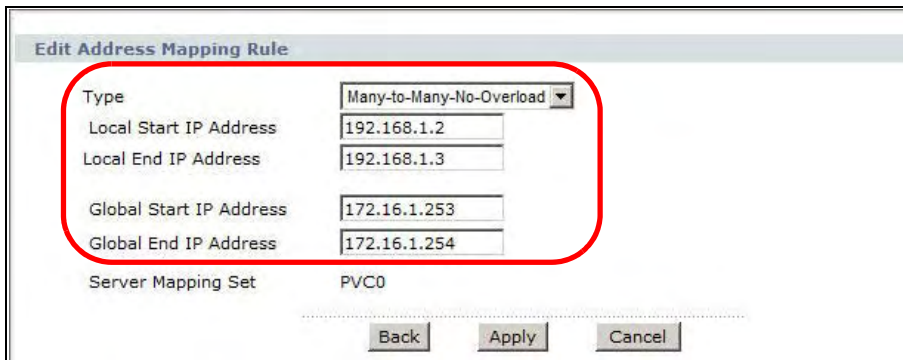 Edit Address Mapping Rule
Type Many-to-Many-No-Overload
Local Start IP Address 192.168.1.2
Local End IP Address 192.168.1.3
Global Start IP Address 172.16.1.253
Global End IP Address 172.16.1.254
Server Mapping Set PVC0
Back Apply Cancel